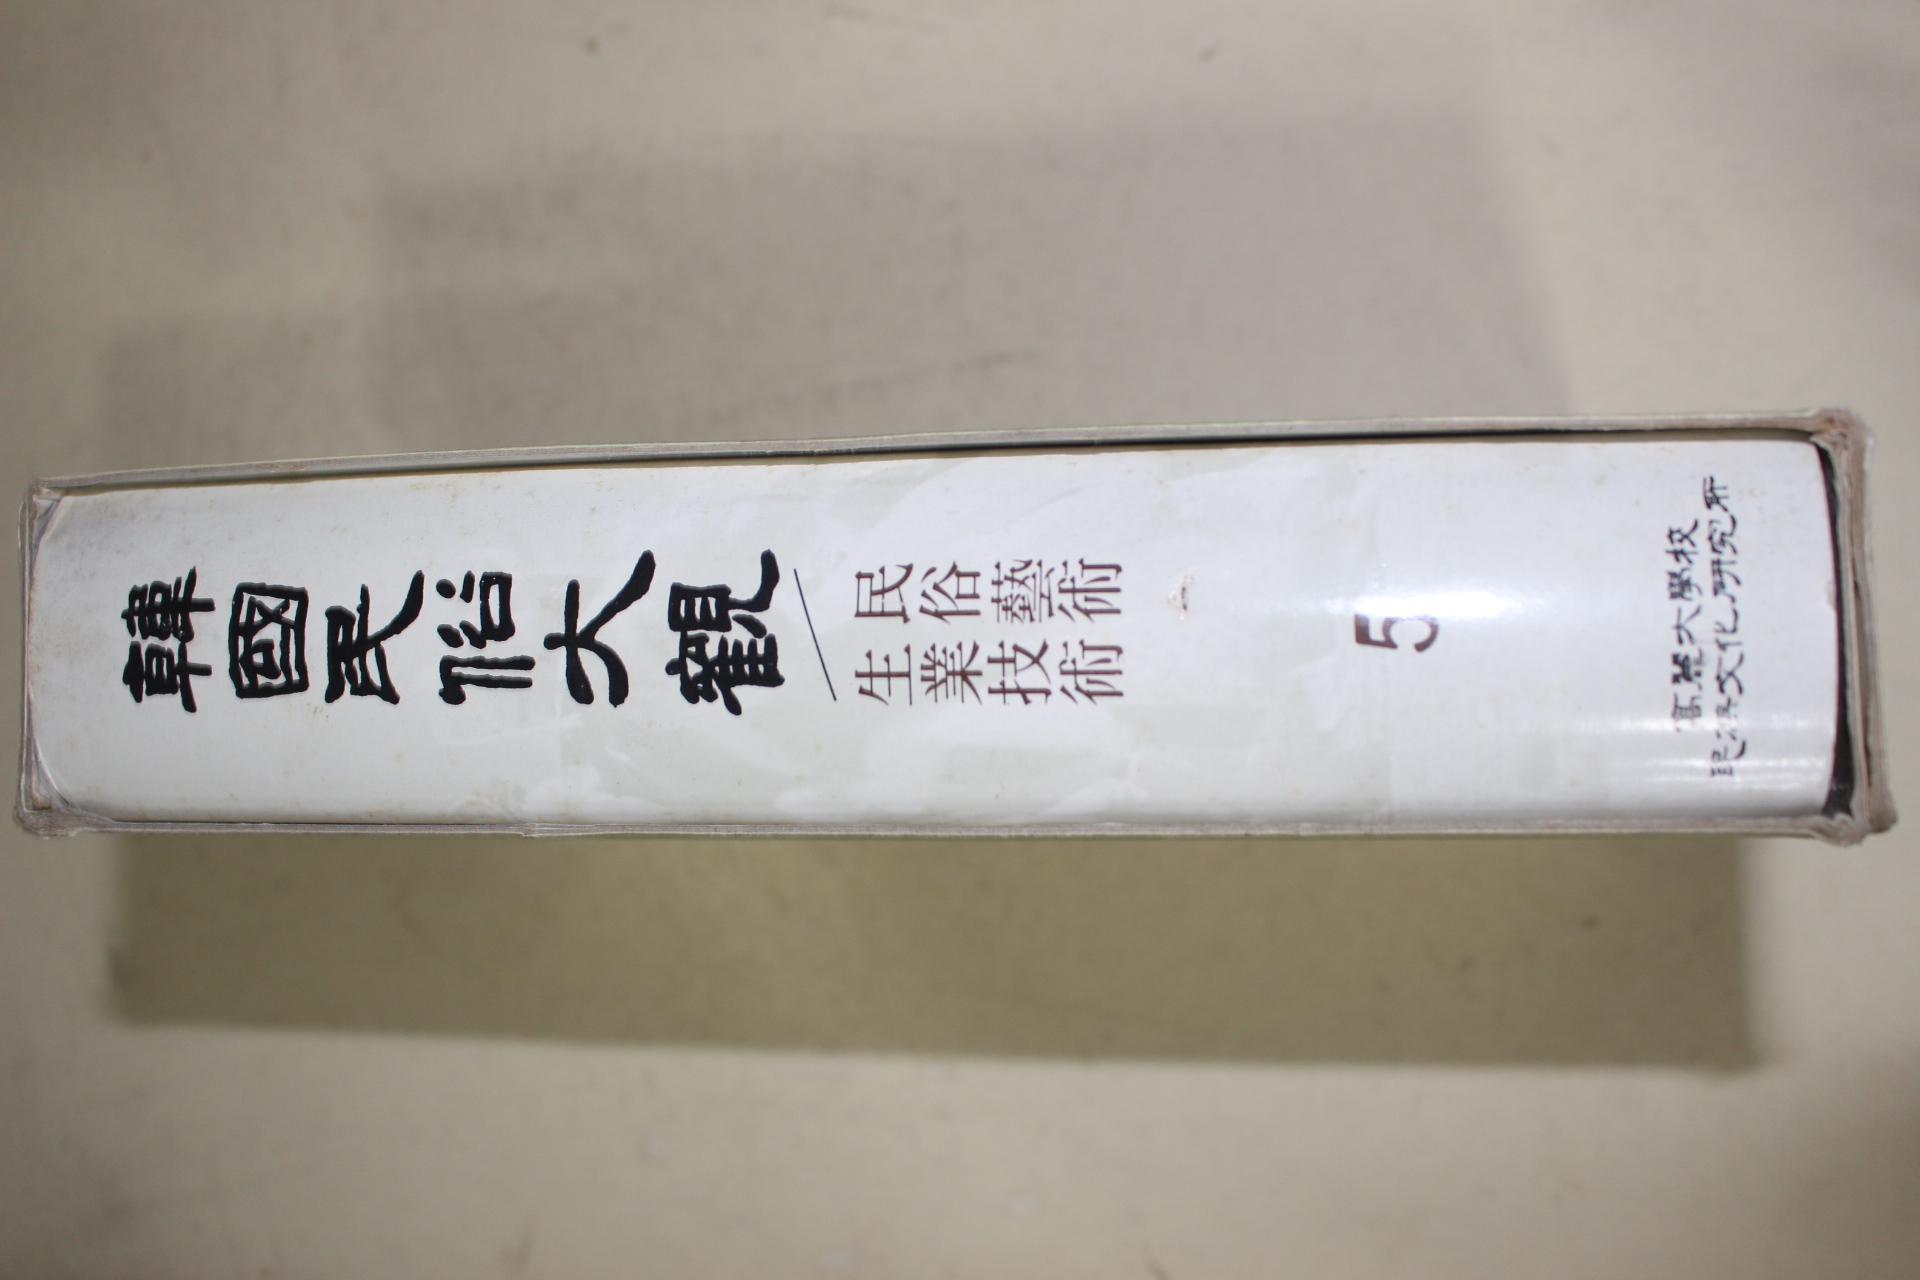 韓國民俗大觀
民俗藝術
生業技術
5
高麗大學校
民族文化研究所